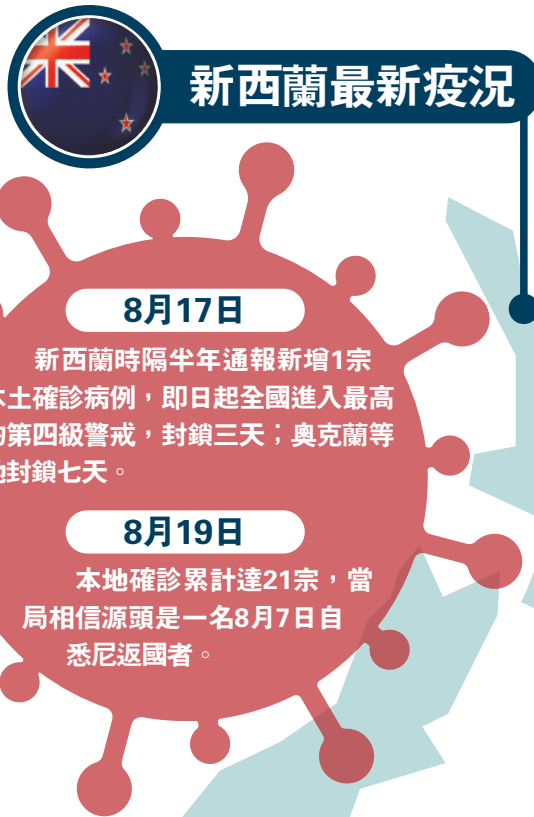 新西蘭最新疫況
8月17日
新西蘭時隔半年通報新增1宗
本土確診病例，即日起全國進入最高
的第四級警戒，封鎖三天；奧克蘭等
地封鎖七天。
8月19日
本地確診累計達21宗，當
局相信源頭是一名8月7日自
悉尼返國者。